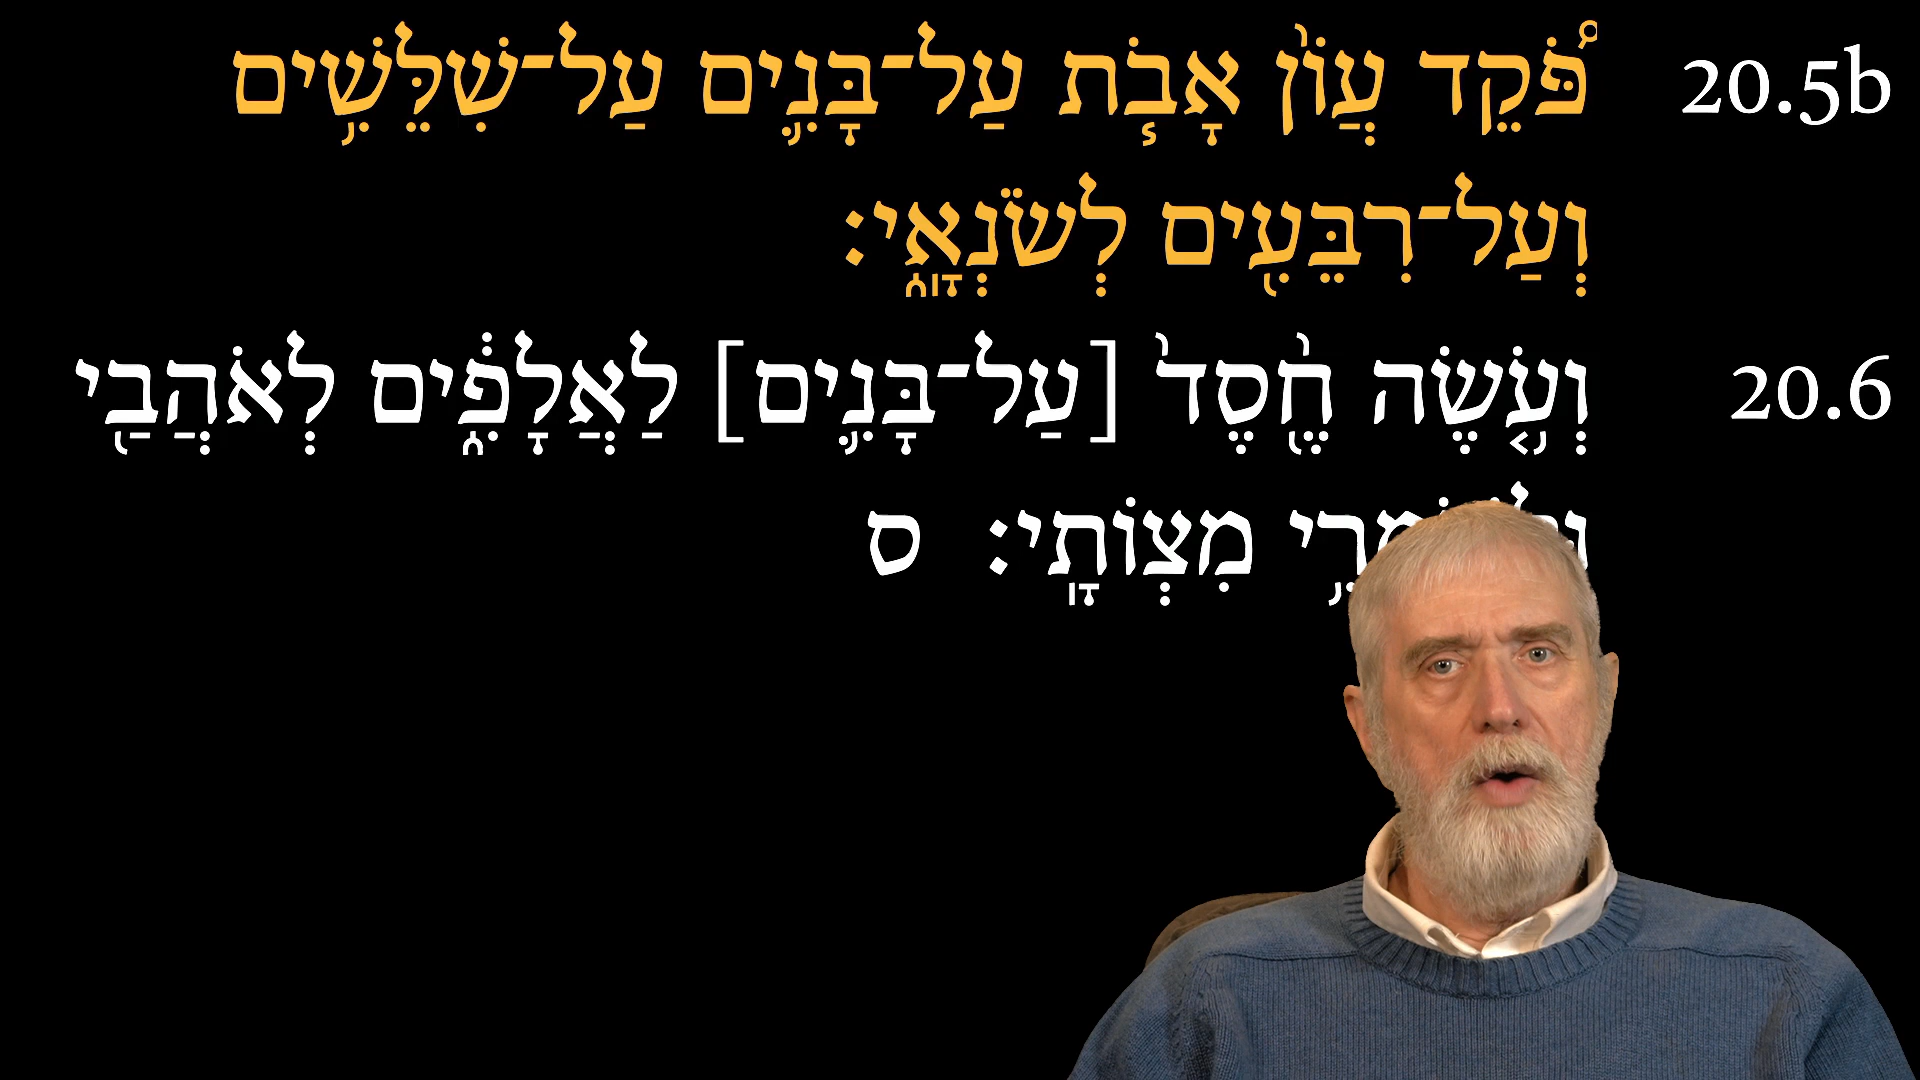 20.5b פֹּ֠קֵד עֲוֺ֨ן אָבֹ֧ת עַל־בָּנִ֛ים עַל־שִׁלֵּשִׁ֥ים
וְעַל־רִבֵּעִ֖ים לְשֹׂנְאָֽ֑י׃
20.6 וְעֹ֤֣שֶׂה חֶ֖֨סֶד֙ [עַל־בָּנִ֛ים] לַאֲלָפִ֑֔ים לְאֹהֲבַ֖י
מִצְוֺתָֽי׃ ס